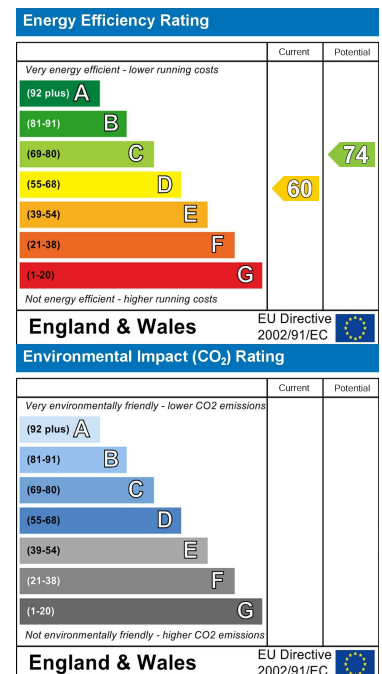 Energy Efficiency Rating
Current Potential
Very energy efficient - lower running costs
(92 plus) A
(81-91) B
(69-80) C 74
(55-68) D 60
(39-54) E
(21-38) F
(1-20) G
Not energy efficient - higher running costs
England & Wales EU Directive 2002/91/EC
Environmental Impact (CO₂) Rating
Current Potential
Very environmentally friendly - lower CO2 emissions
(92 plus) A
(81-91) B
(69-80) C
(55-68) D
(39-54) E
(21-38) F
(1-20) G
Not environmentally friendly - higher CO2 emissions
England & Wales EU Directive 2002/91/EC